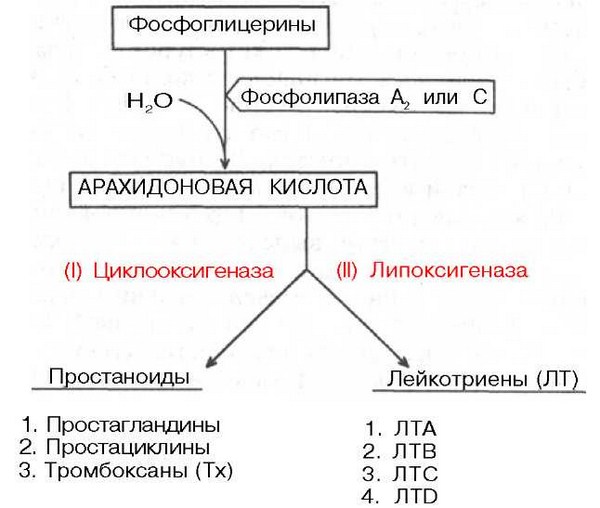 Фосфоглицерины
Фосфолипаза A₂ или C
H₂O
АРАХИДОНОВАЯ КИСЛОТА
(I) Циклооксигеназа
(II) Липоксигеназа
Простаноиды
1. Простагландины
2. Простациклины
3. Тромбоксаны (Тх)
Лейкотриены (ЛТ)
1. ЛТА
2. ЛТВ
3. ЛТС
4. ЛТD